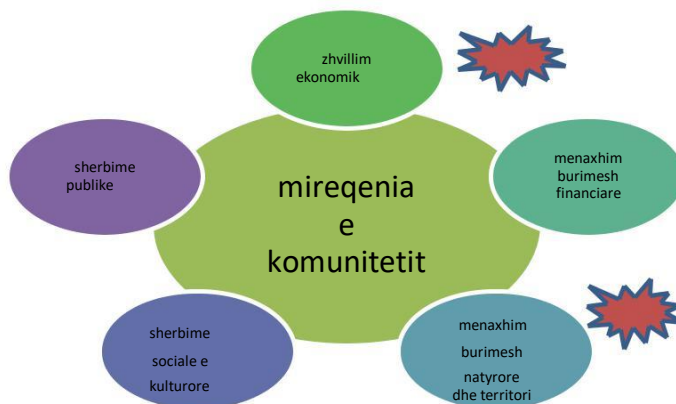 zhvillim
ekonomik
sherbime
publike
menaxhim
burimesh
financiare
mireqenia
e
komunitetit
sherbime
sociale e
kulturore
menaxhim
burimesh
natyrore
dhe territori